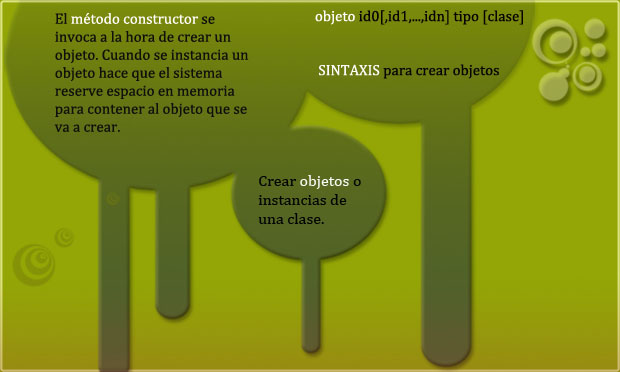 El método constructor se
invoca a la hora de crear un
objeto. Cuando se instancia un
objeto hace que el sistema
reserve espacio en memoria
para contener al objeto que se
va a crear.
objeto id0[,id1,...,idn] tipo [clase]
SINTAXIS para crear objetos
Crear objetos o
instancias de
una clase.